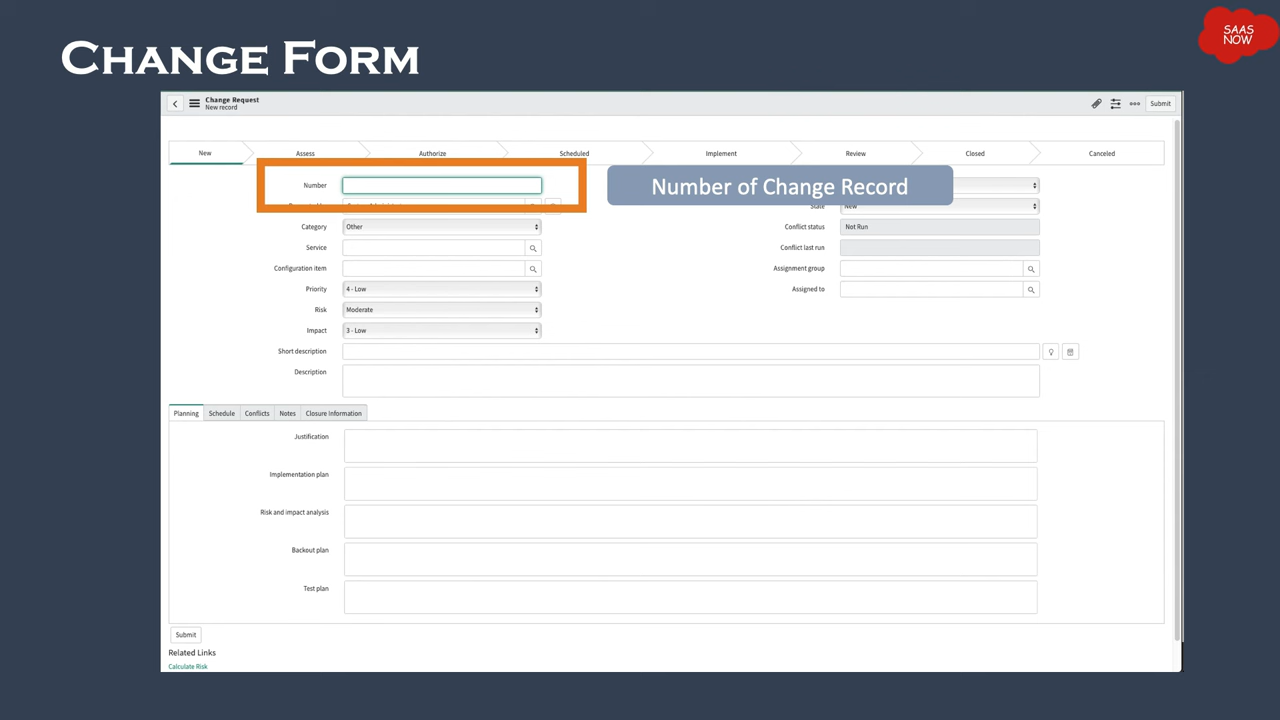 CHANGE FORM
SAAS
NOW
Change Request
New record
Submit
New
Assess
Authorize
Scheduled
Implement
Review
Closed
Canceled
Number
Number of Change Record
State
New
Category
Other
Conflict status
Not Run
Service
Conflict last run
Configuration item
Assignment group
Priority
4 - Low
Assigned to
Risk
Moderate
Impact
3 - Low
Short description
Description
Planning
Schedule
Conflicts
Notes
Closure Information
Justification
Implementation plan
Risk and impact analysis
Backout plan
Test plan
Submit
Related Links
Calculate Risk